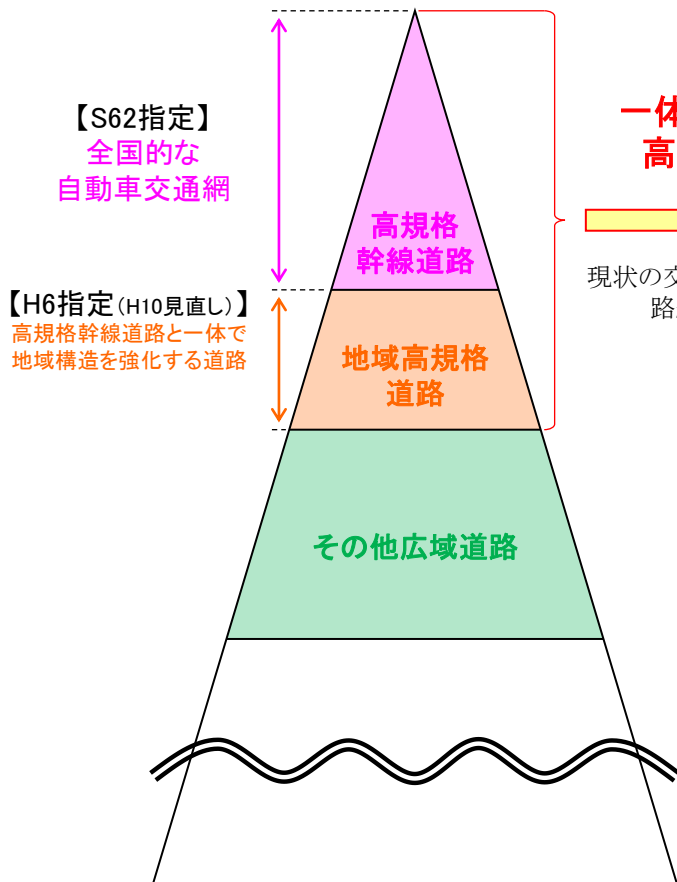 【S62指定】
全国的な
自動車交通網
高規格
幹線道路
【H6指定（H10見直し）】
高規格幹線道路と一体で
地域構造を強化する道路
地域高規格
道路
その他広域道路
一体
高
現状の交
路